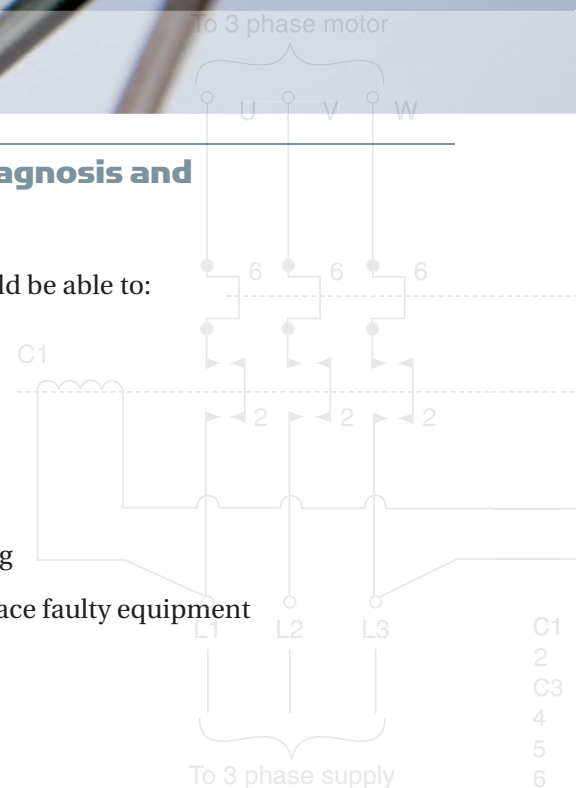 To 3 phase motor
U V W
agnosis and
6 6 6
ld be able to:
C1
2 2 2
g
ace faulty equipment
L1 L2 L3
C1
2
C3
4
5
To 3 phase supply
6